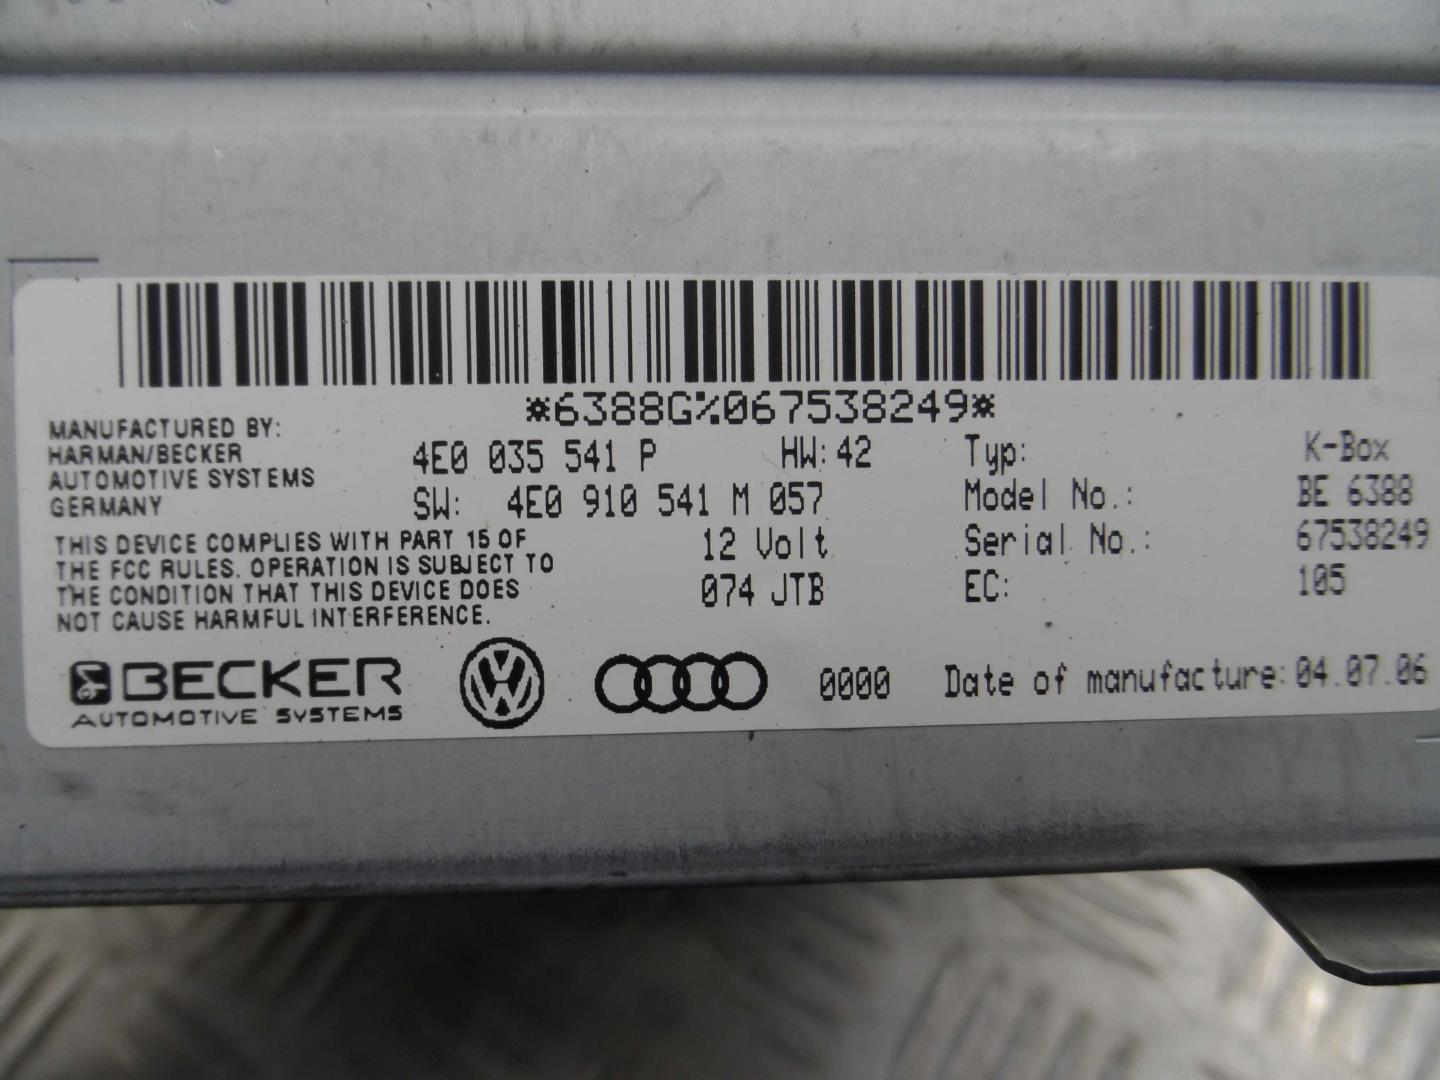 *6388G%067538249*
MANUFACTURED BY:
HARMAN/BECKER
AUTOMOTIVE SYSTEMS
GERMANY
4E0 035 541 P HW: 42
SW: 4E0 910 541 M 057
12 Volt
074 JTB
Typ: K-Box
Model No.: BE 6388
Serial No.: 67538249
EC: 105
THIS DEVICE COMPLIES WITH PART 15 OF
THE FCC RULES. OPERATION IS SUBJECT TO
THE CONDITION THAT THIS DEVICE DOES
NOT CAUSE HARMFUL INTERFERENCE.
BECKER
AUTOMOTIVE SYSTEMS
0000 Date of manufacture: 04.07.06